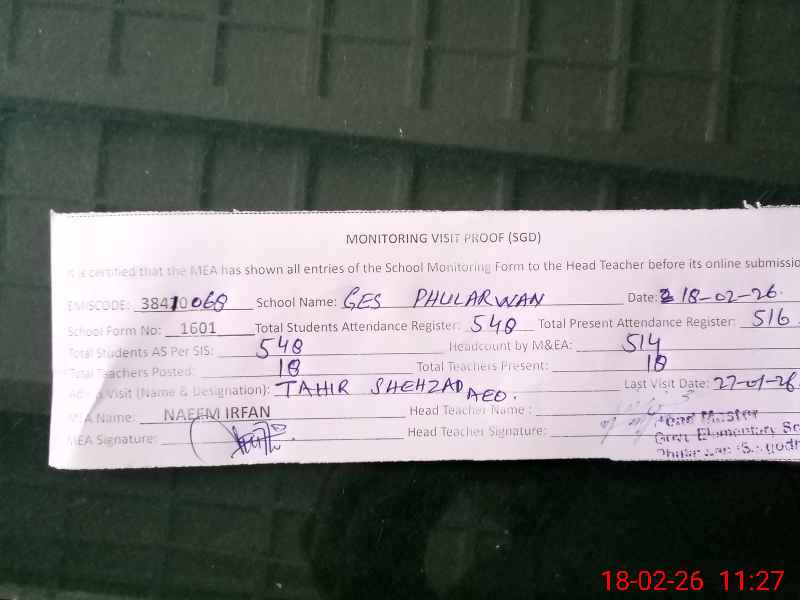 MONITORING VISIT PROOF (SGD)
It is certified that the MEA has shown all entries of the School Monitoring Form to the Head Teacher before its online submissio
EMISCODE: 38410068 School Name: GES PHULARWAN Date: 18-02-26.
School Form No: 1601 Total Students Attendance Register: 548 Total Present Attendance Register: 516
Total Students AS Per SIS: 548 Headcount by M&EA: 514
Total Teachers Posted: 18 Total Teachers Present: 18
Visit (Name & Designation): TAHIR SHEHZAD AEO. Last Visit Date: 27-01-26
MEA Name: NAEEM IRFAN Head Teacher Name :
MEA Signature: Head Teacher Signature:
Head Master
Govt. Elementary Sc
18-02-26 11:27